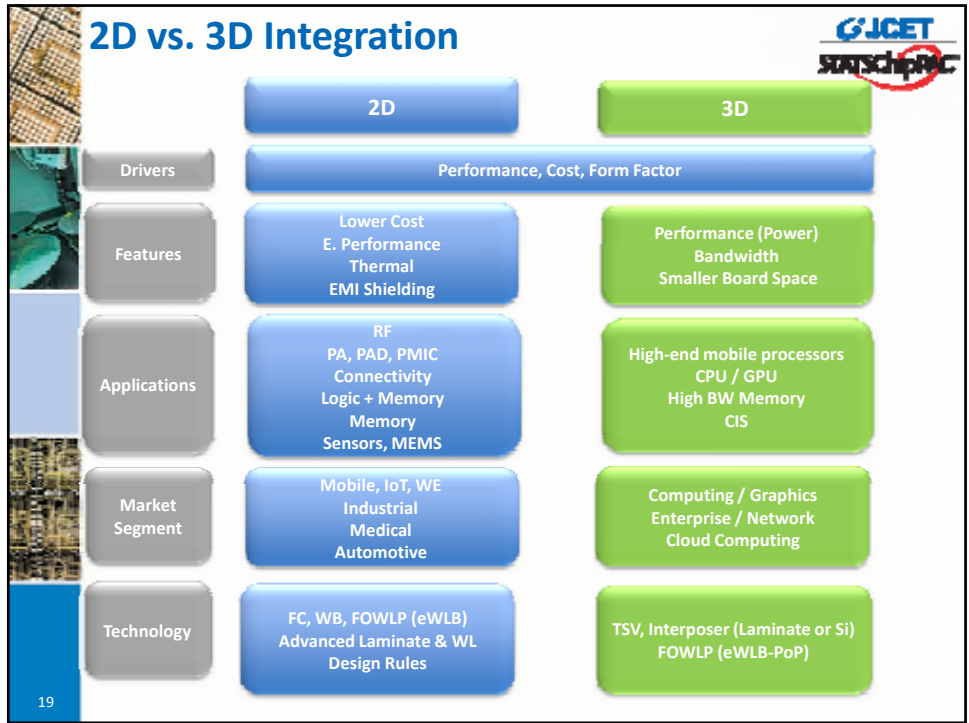 2D vs. 3D Integration
JCET
STATSChipPAC
2D
3D
Drivers
Performance, Cost, Form Factor
Features
Lower Cost
E. Performance
Thermal
EMI Shielding
Performance (Power)
Bandwidth
Smaller Board Space
Applications
RF
PA, PAD, PMIC
Connectivity
Logic + Memory
Memory
Sensors, MEMS
High-end mobile processors
CPU / GPU
High BW Memory
CIS
Market
Segment
Mobile, IoT, WE
Industrial
Medical
Automotive
Computing / Graphics
Enterprise / Network
Cloud Computing
Technology
FC, WB, FOWLP (eWLB)
Advanced Laminate & WL
Design Rules
TSV, Interposer (Laminate or Si)
FOWLP (eWLB-PoP)
19